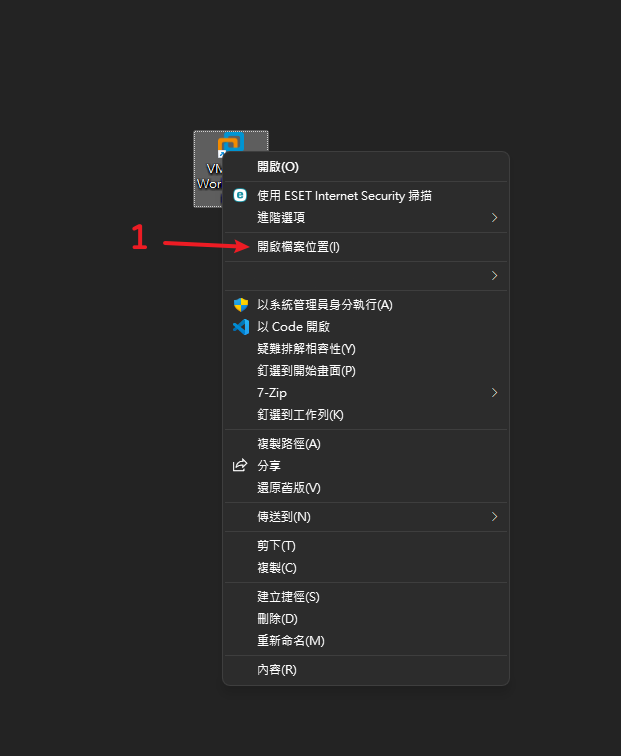 VM
Wor
開啟(O)
使用 ESET Internet Security 掃描
進階選項
1
開啟檔案位置(I)
以系統管理員身分執行(A)
以 Code 開啟
疑難排解相容性(Y)
釘選到開始畫面(P)
7-Zip
釘選到工作列(K)
複製路徑(A)
分享
還原舊版(V)
傳送到(N)
剪下(T)
複製(C)
建立捷徑(S)
刪除(D)
重新命名(M)
內容(R)